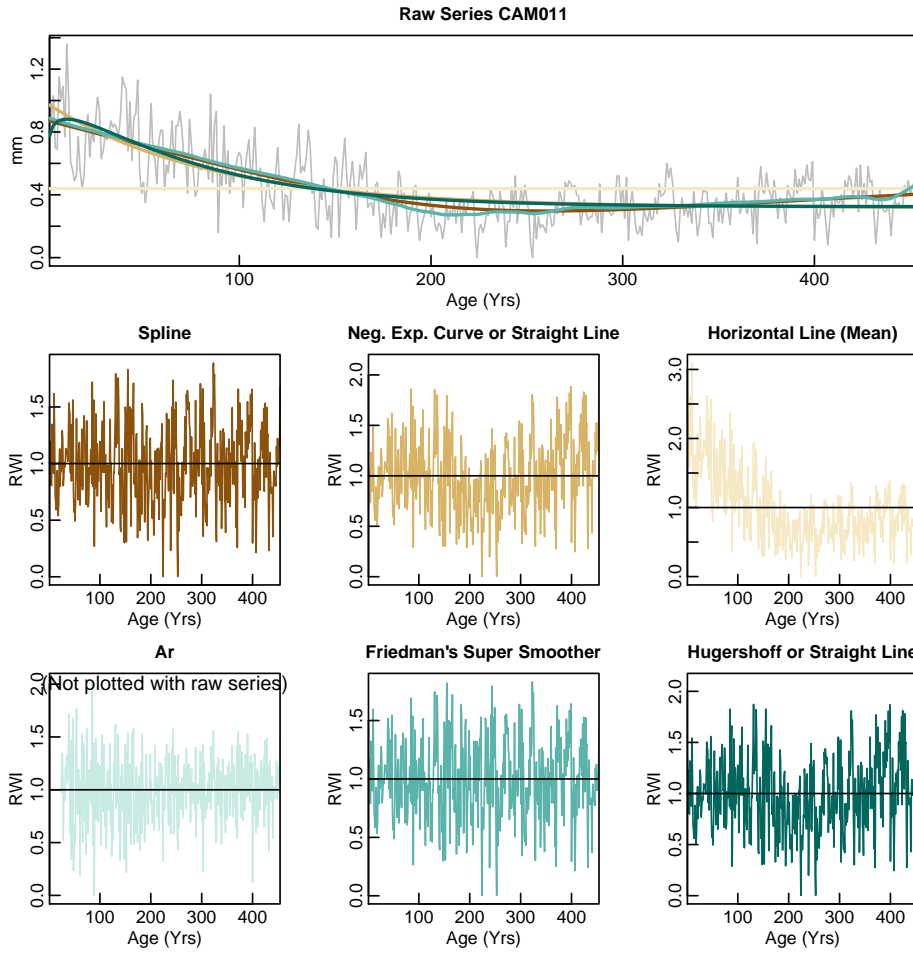 Raw Series CAM011
mm
0.0 0.4 0.8 1.2
100 200 300 400
Age (Yrs)
Spline
RWI
0.0 0.5 1.0 1.5
100 200 300 400
Age (Yrs)
Neg. Exp. Curve or Straight Line
RWI
0.0 0.5 1.0 1.5 2.0
100 200 300 400
Age (Yrs)
Horizontal Line (Mean)
RWI
0.0 1.0 2.0 3.0
100 200 300 400
Age (Yrs)
Ar
(Not plotted with raw series)
RWI
0.0 0.5 1.0 1.5 2.0
100 200 300 400
Age (Yrs)
Friedman's Super Smoother
RWI
0.0 0.5 1.0 1.5
100 200 300 400
Age (Yrs)
Hugershoff or Straight Line
RWI
0.0 0.5 1.0 1.5 2.0
100 200 300 400
Age (Yrs)